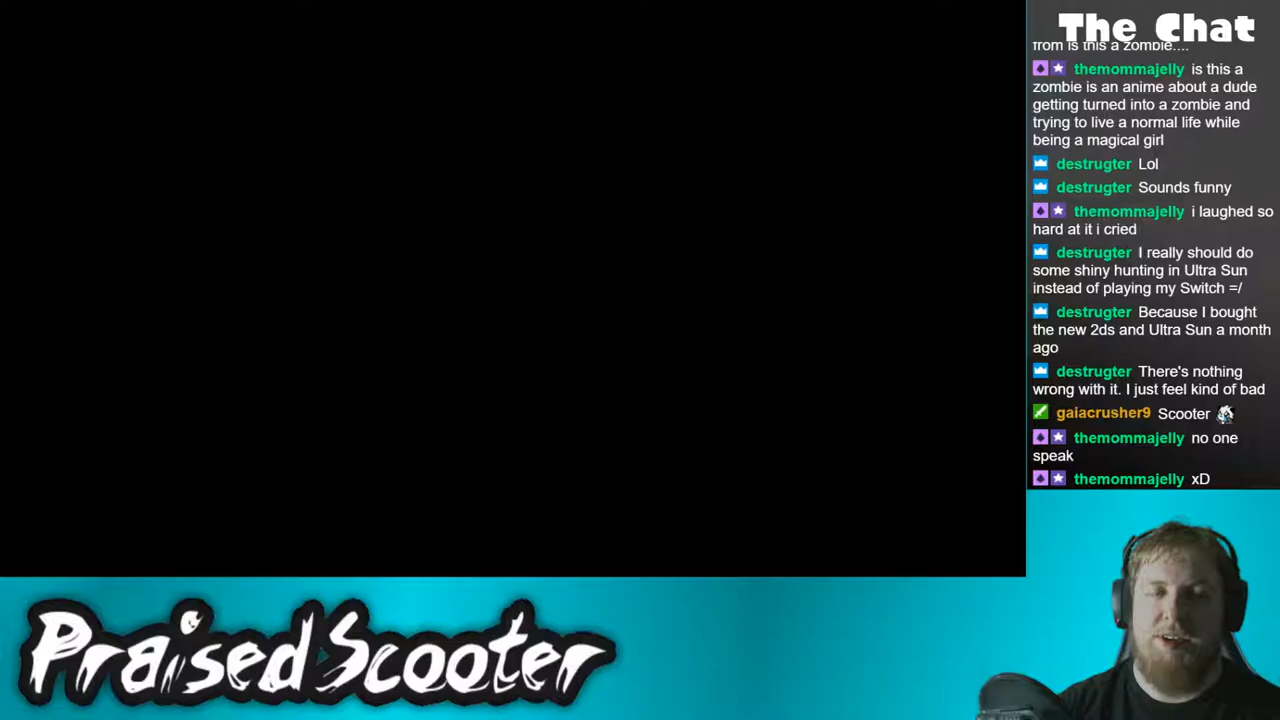 The Chat
from is this a zombie....
themommajelly is this a
zombie is an anime about a dude
getting turned into a zombie and
trying to live a normal life while
being a magical girl
destrugter Lol
destrugter Sounds funny
themommajelly i laughed so
hard at it i cried
destrugter I really should do
some shiny hunting in Ultra Sun
instead of playing my Switch =/
destrugter Because I bought
the new 2ds and Ultra Sun a month
ago
destrugter There's nothing
wrong with it. I just feel kind of bad
gaiacrusher9 Scooter
themommajelly no one
speak
themommajelly xD
PraisedScooter